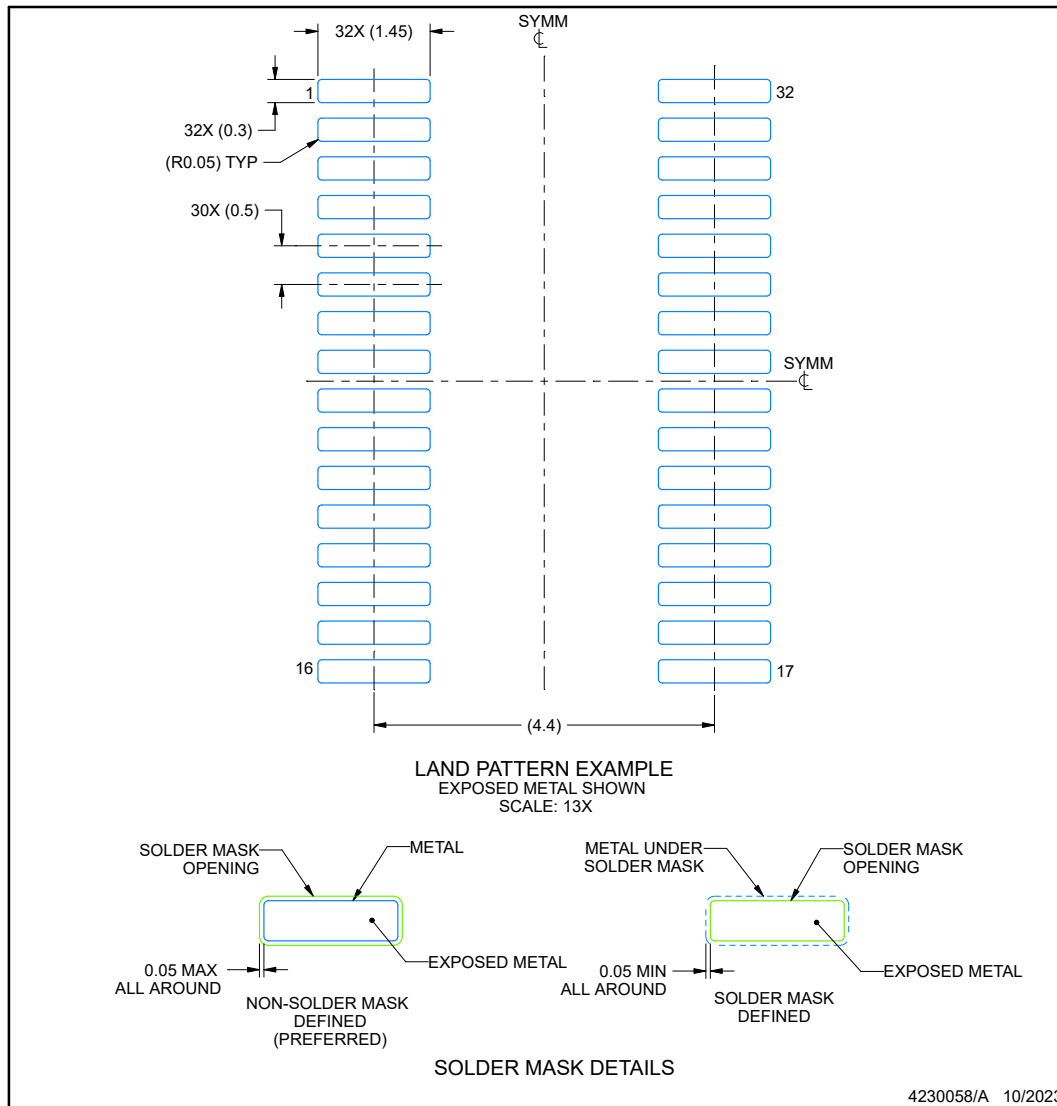 SYMM
℄
32X (1.45)
1
32
32X (0.3)
(R0.05) TYP
30X (0.5)
SYMM
℄
16
17
(4.4)
LAND PATTERN EXAMPLE
EXPOSED METAL SHOWN
SCALE: 13X
SOLDER MASK
OPENING
METAL
EXPOSED METAL
0.05 MAX
ALL AROUND
NON-SOLDER MASK
DEFINED
(PREFERRED)
METAL UNDER
SOLDER MASK
SOLDER MASK
OPENING
EXPOSED METAL
0.05 MIN
ALL AROUND
SOLDER MASK
DEFINED
SOLDER MASK DETAILS
4230058/A 10/2023